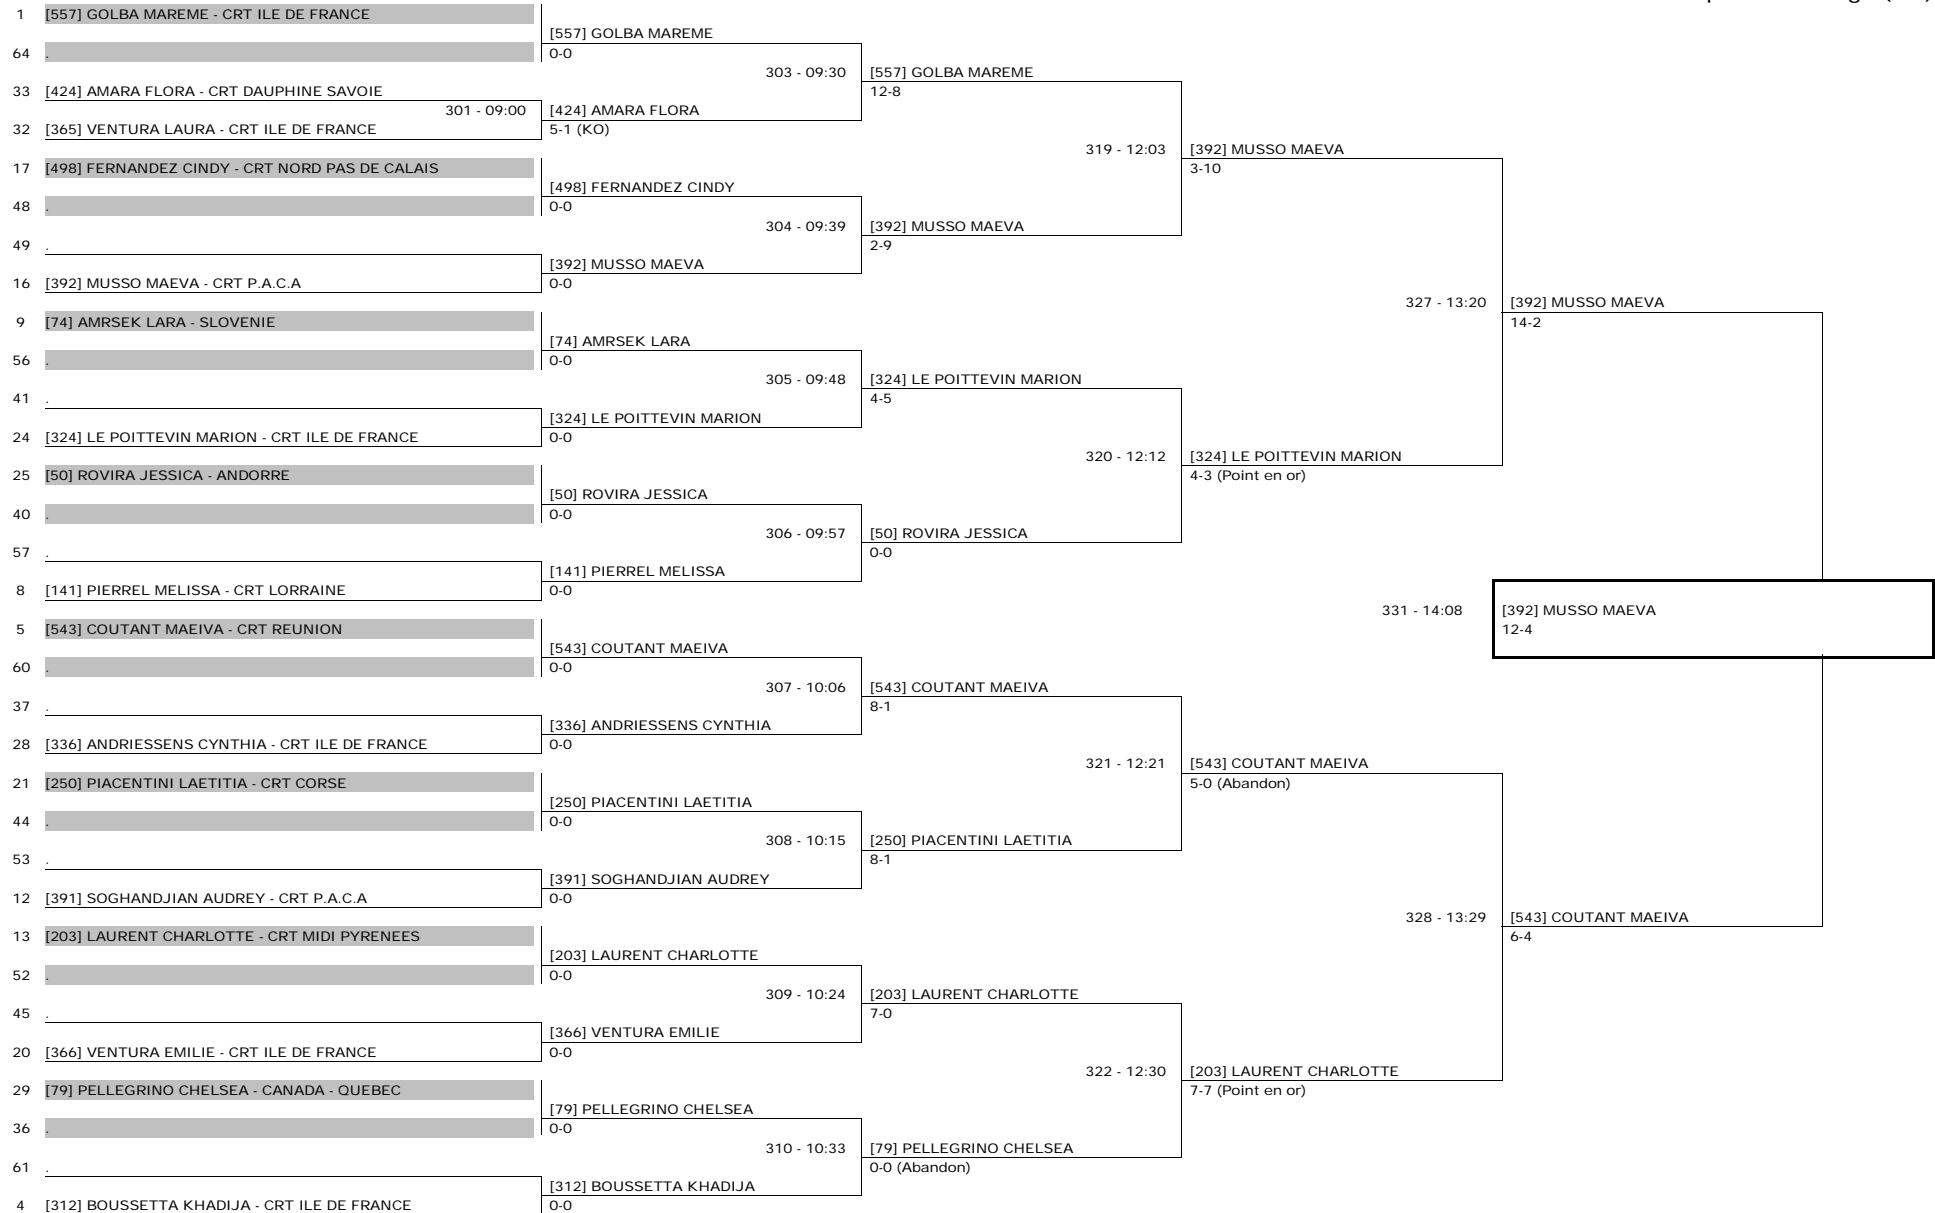 1 [557] GOLBA MAREME - CRT ILE DE FRANCE
[557] GOLBA MAREME
64 . 0-0
303 - 09:30 [557] GOLBA MAREME
33 [424] AMARA FLORA - CRT DAUPHINE SAVOIE 12-8
301 - 09:00 [424] AMARA FLORA
32 [365] VENTURA LAURA - CRT ILE DE FRANCE 5-1 (KO)
319 - 12:03 [392] MUSSO MAEVA
17 [498] FERNANDEZ CINDY - CRT NORD PAS DE CALAIS 3-10
[498] FERNANDEZ CINDY
48 . 0-0
304 - 09:39 [392] MUSSO MAEVA
49 . 2-9
[392] MUSSO MAEVA
16 [392] MUSSO MAEVA - CRT P.A.C.A 0-0
327 - 13:20 [392] MUSSO MAEVA
9 [74] AMRSEK LARA - SLOVENIE 14-2
[74] AMRSEK LARA
56 . 0-0
305 - 09:48 [324] LE POITTEVIN MARION
41 . 4-5
[324] LE POITTEVIN MARION
24 [324] LE POITTEVIN MARION - CRT ILE DE FRANCE 0-0
320 - 12:12 [324] LE POITTEVIN MARION
25 [50] ROVIRA JESSICA - ANDORRE 4-3 (Point en or)
[50] ROVIRA JESSICA
40 . 0-0
306 - 09:57 [50] ROVIRA JESSICA
57 . 0-0
[141] PIERREL MELISSA
8 [141] PIERREL MELISSA - CRT LORRAINE 0-0
331 - 14:08 [392] MUSSO MAEVA
5 [543] COUTANT MAEIVA - CRT REUNION 12-4
[543] COUTANT MAEIVA
60 . 0-0
307 - 10:06 [543] COUTANT MAEIVA
37 . 8-1
[336] ANDRIESSENS CYNTHIA
28 [336] ANDRIESSENS CYNTHIA - CRT ILE DE FRANCE 0-0
321 - 12:21 [543] COUTANT MAEIVA
21 [250] PIACENTINI LAETITIA - CRT CORSE 5-0 (Abandon)
[250] PIACENTINI LAETITIA
44 . 0-0
308 - 10:15 [250] PIACENTINI LAETITIA
53 . 8-1
[391] SOGHANDJIAN AUDREY
12 [391] SOGHANDJIAN AUDREY - CRT P.A.C.A 0-0
328 - 13:29 [543] COUTANT MAEIVA
13 [203] LAURENT CHARLOTTE - CRT MIDI PYRENEES 6-4
[203] LAURENT CHARLOTTE
52 . 0-0
309 - 10:24 [203] LAURENT CHARLOTTE
45 . 7-0
[366] VENTURA EMILIE
20 [366] VENTURA EMILIE - CRT ILE DE FRANCE 0-0
322 - 12:30 [203] LAURENT CHARLOTTE
29 [79] PELLEGRINO CHELSEA - CANADA - QUEBEC 7-7 (Point en or)
[79] PELLEGRINO CHELSEA
36 . 0-0
310 - 10:33 [79] PELLEGRINO CHELSEA
61 . 0-0 (Abandon)
[312] BOUSSETTA KHADIJA
4 [312] BOUSSETTA KHADIJA - CRT ILE DE FRANCE 0-0